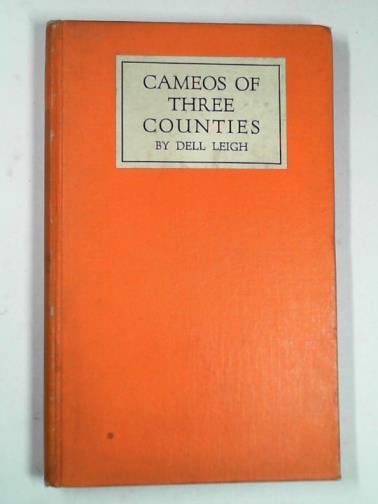 CAMEOS OF
THREE
COUNTIES
BY DELL LEIGH